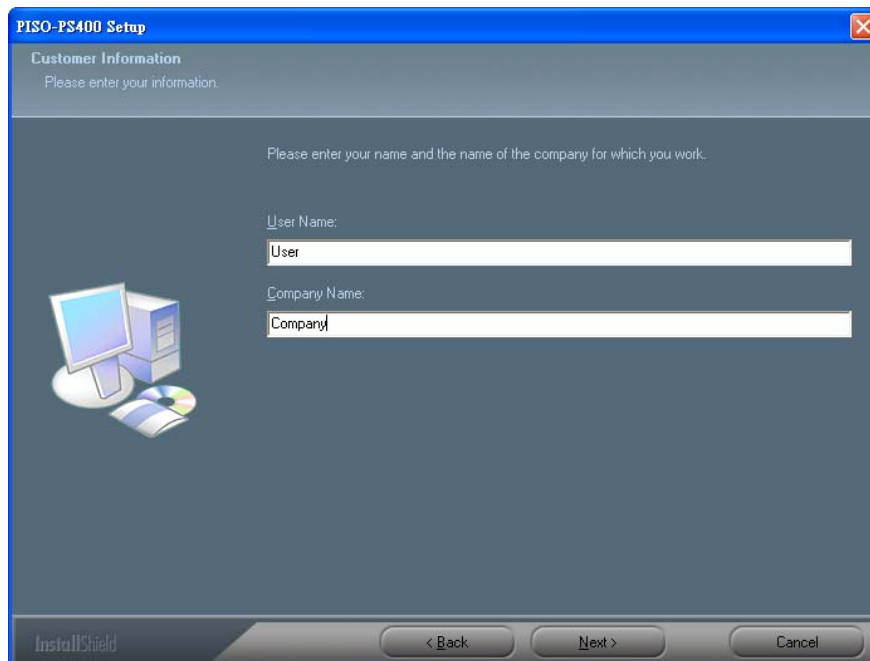 PISO-PS400 Setup
Customer Information
Please enter your information.
Please enter your name and the name of the company for which you work.
User Name:
User
Company Name:
Company
InstallShield
< Back
Next >
Cancel